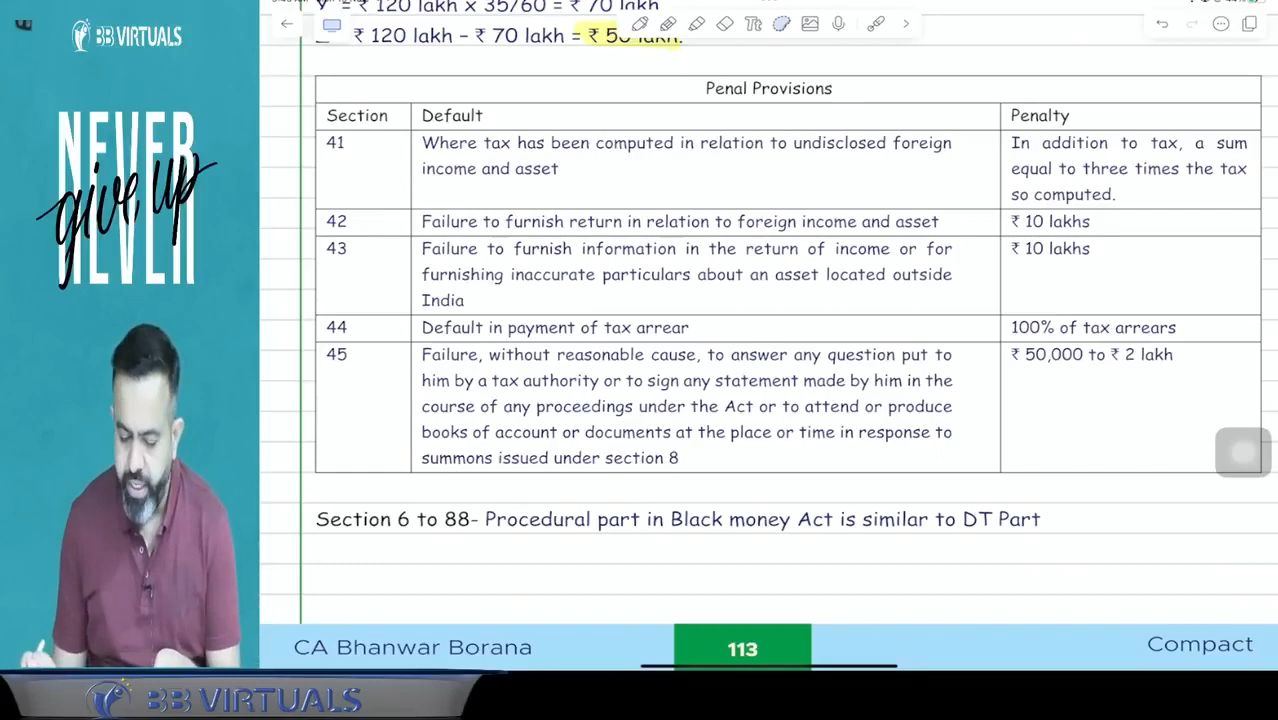 BB VIRTUALS
NEVER
give up
NEVER
= ₹ 120 lakh x 35/60 = ₹ 70 lakh
₹ 120 lakh – ₹ 70 lakh = ₹ 50 lakh.
Penal Provisions
Section Default Penalty
41 Where tax has been computed in relation to undisclosed foreign income and asset In addition to tax, a sum equal to three times the tax so computed.
42 Failure to furnish return in relation to foreign income and asset ₹ 10 lakhs
43 Failure to furnish information in the return of income or for furnishing inaccurate particulars about an asset located outside India ₹ 10 lakhs
44 Default in payment of tax arrear 100% of tax arrears
45 Failure, without reasonable cause, to answer any question put to him by a tax authority or to sign any statement made by him in the course of any proceedings under the Act or to attend or produce books of account or documents at the place or time in response to summons issued under section 8 ₹ 50,000 to ₹ 2 lakh
Section 6 to 88- Procedural part in Black money Act is similar to DT Part
CA Bhanwar Borana 113 Compact
BB VIRTUALS